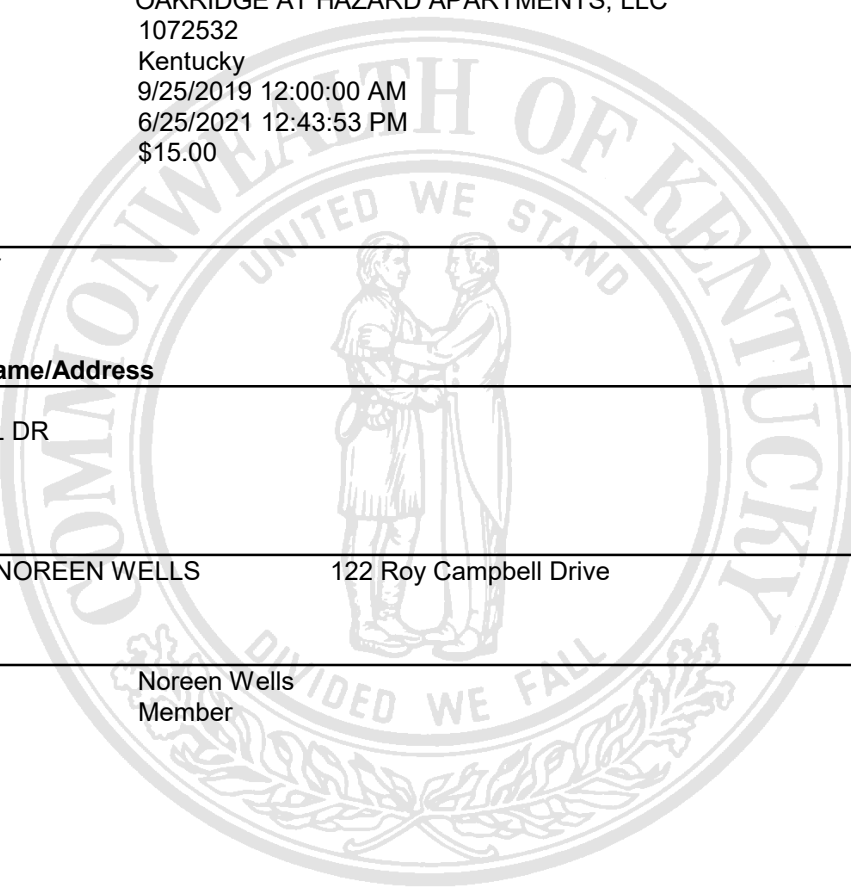 OAKRIDGE AT HAZARD APARTMENTS, LLC
1072532
Kentucky
9/25/2019 12:00:00 AM
6/25/2021 12:43:53 PM
$15.00
COMMONWEALTH OF KENTUCKY
UNITED WE STAND
ame/Address
L DR
NOREEN WELLS 122 Roy Campbell Drive
DIVIDED WE FALL
Noreen Wells
Member